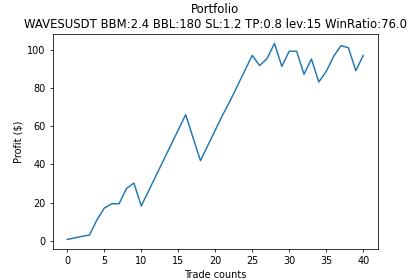 Portfolio
WAVESUSDT BBM:2.4 BBL:180 SL:1.2 TP:0.8 lev:15 WinRatio:76.0
100
80
60
40
20
0
Profit ($)
0 5 10 15 20 25 30 35 40
Trade counts